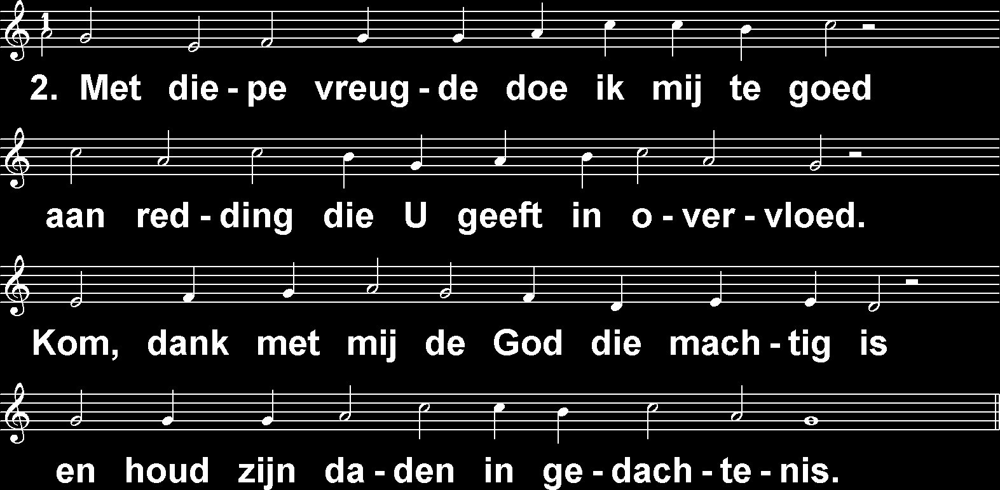 1
2. Met die - pe vreug - de doe ik mij te goed
aan red - ding die U geeft in o - ver - vloed.
Kom, dank met mij de God die mach - tig is
en houd zijn da - den in ge - dach - te - nis.